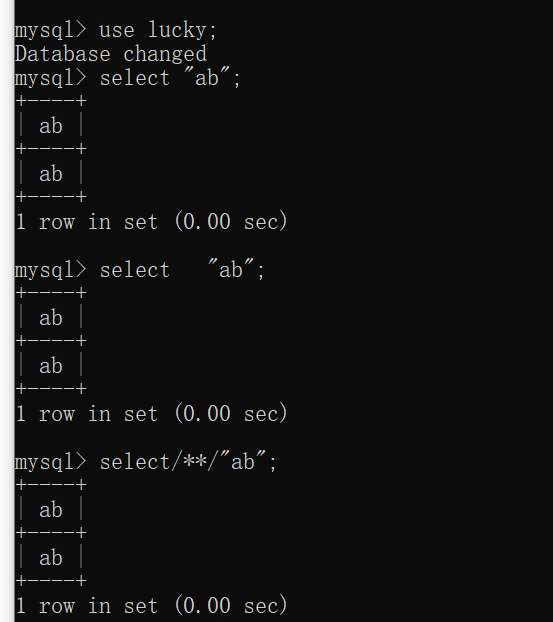 mysql> use lucky;
Database changed
mysql> select "ab";
+----+
| ab |
+----+
| ab |
+----+
1 row in set (0.00 sec)

mysql> select   "ab";
+----+
| ab |
+----+
| ab |
+----+
1 row in set (0.00 sec)

mysql> select/**/"ab";
+----+
| ab |
+----+
| ab |
+----+
1 row in set (0.00 sec)